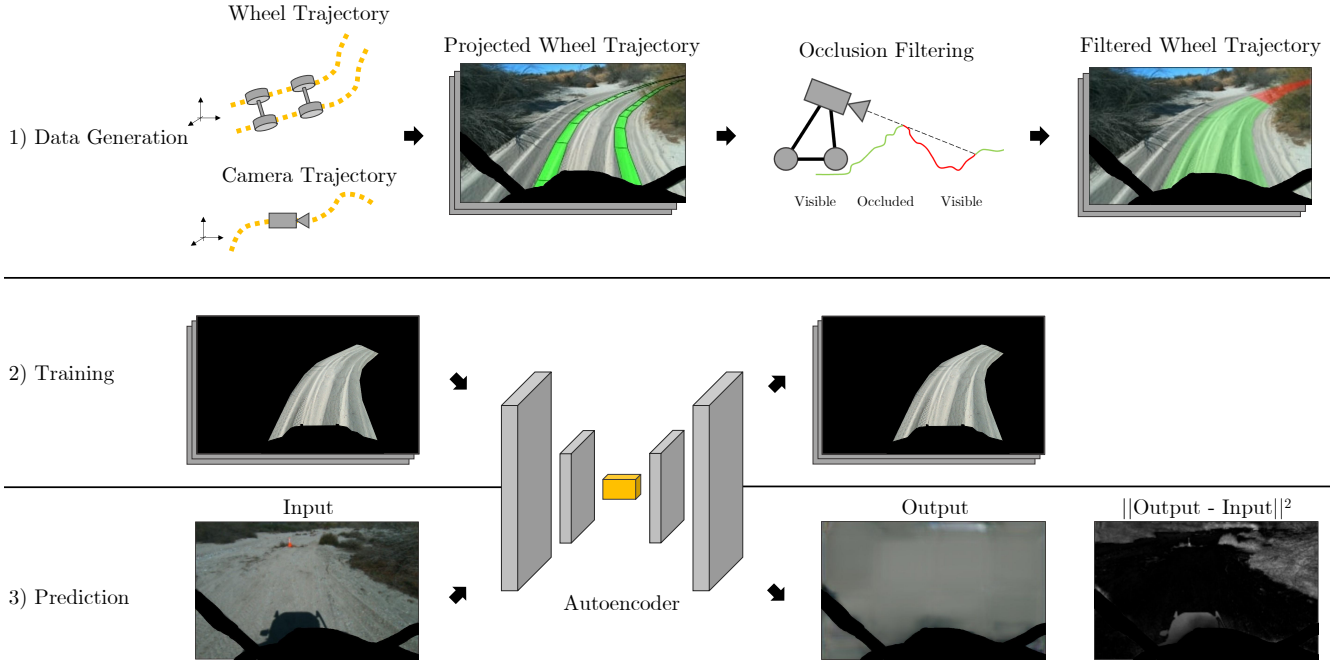 Wheel Trajectory
Projected Wheel Trajectory
Occlusion Filtering
Filtered Wheel Trajectory
1) Data Generation
Camera Trajectory
Visible
Occluded
Visible
2) Training
Input
Output
||Output - Input||²
3) Prediction
Autoencoder